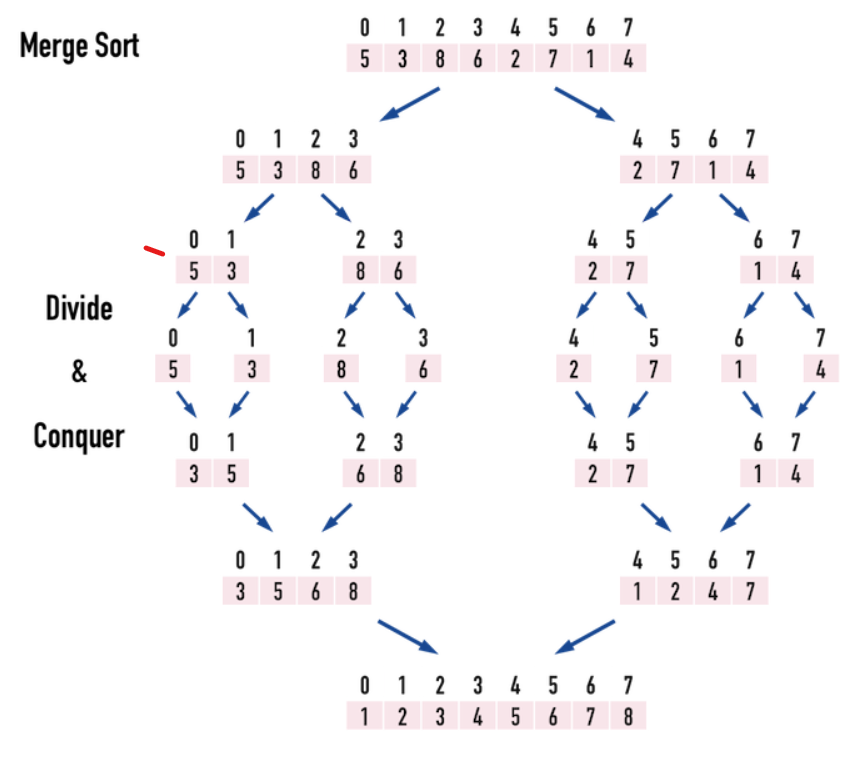 Merge Sort
0 1 2 3 4 5 6 7
5 3 8 6 2 7 1 4
0 1 2 3 4 5 6 7
5 3 8 6 2 7 1 4
0 1 2 3 4 5 6 7
5 3 8 6 2 7 1 4
Divide
0 1 2 3 4 5 6 7
5 3 8 6 2 7 1 4
&
Conquer
0 1 2 3 4 5 6 7
3 5 6 8 2 7 1 4
0 1 2 3 4 5 6 7
3 5 6 8 1 2 4 7
0 1 2 3 4 5 6 7
1 2 3 4 5 6 7 8